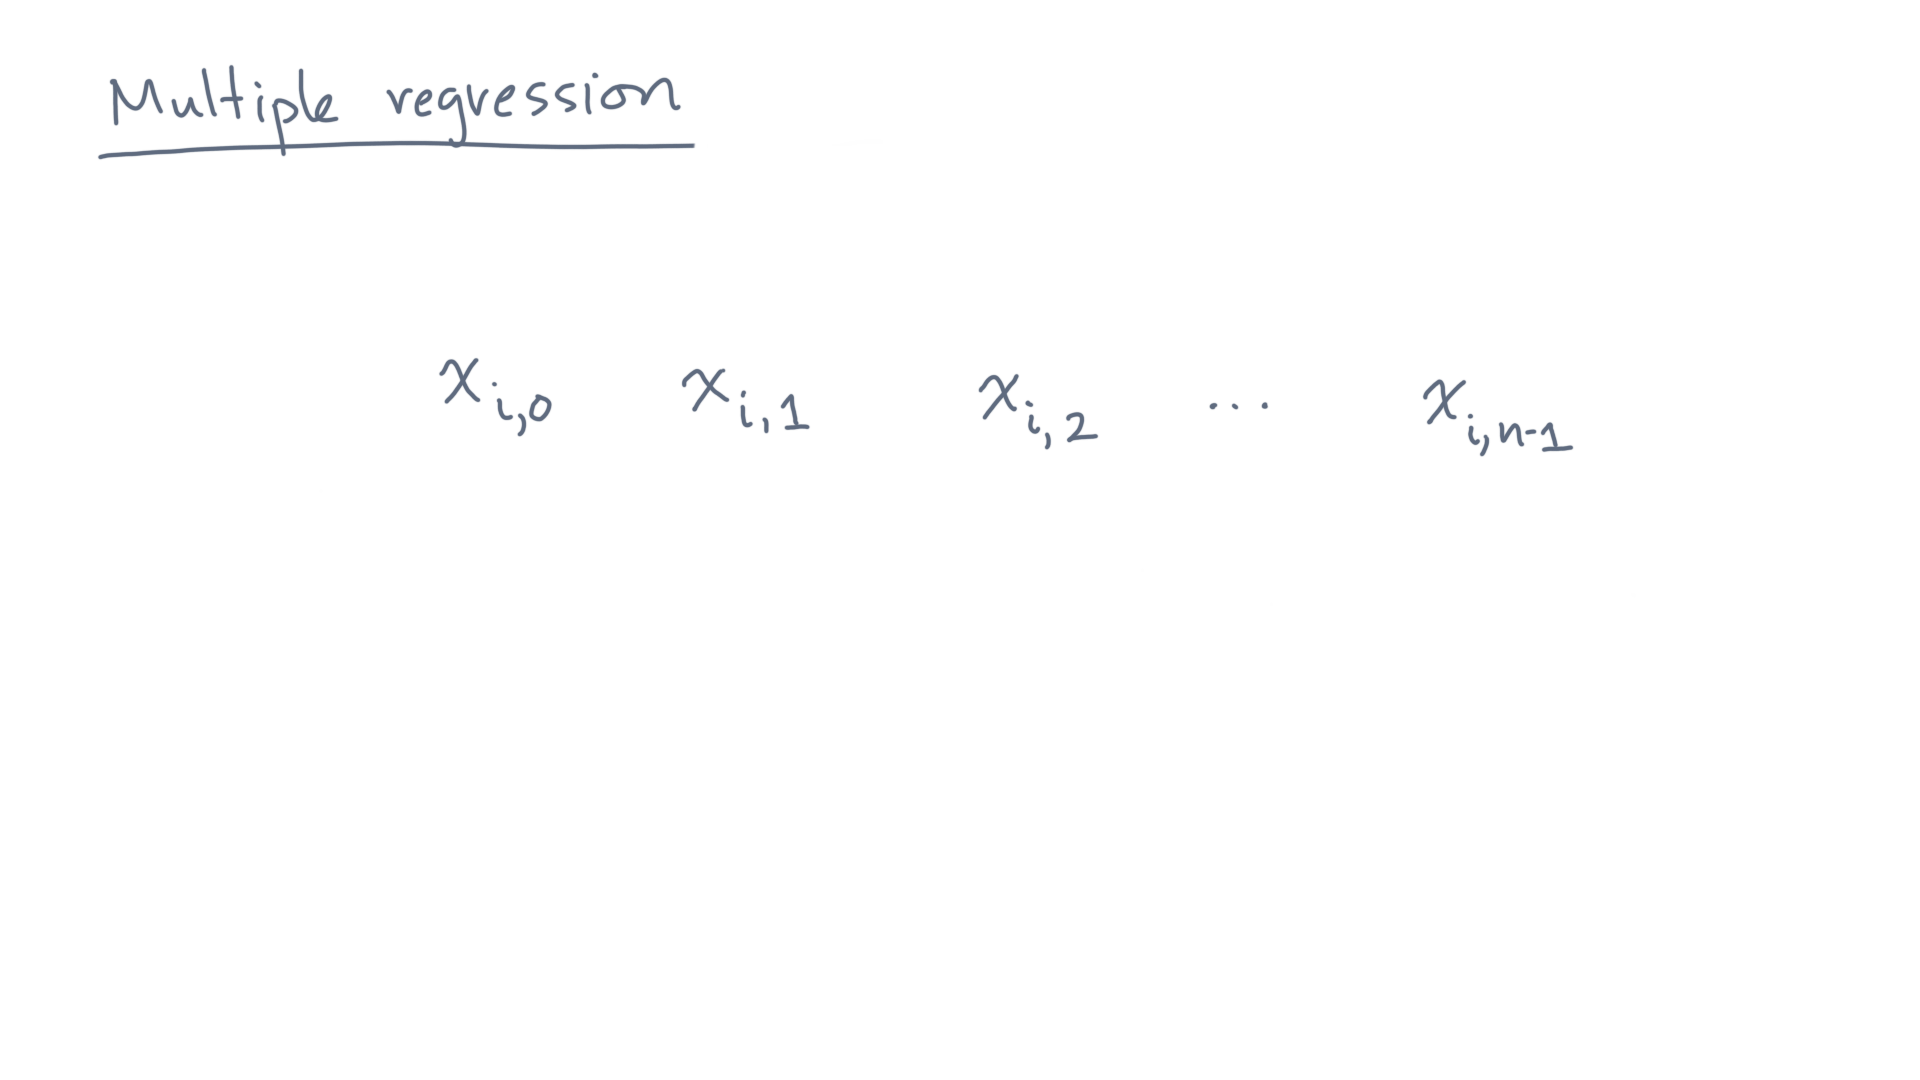 Multiple regression
x_{i,0} x_{i,1} x_{i,2} ... x_{i,n-1}